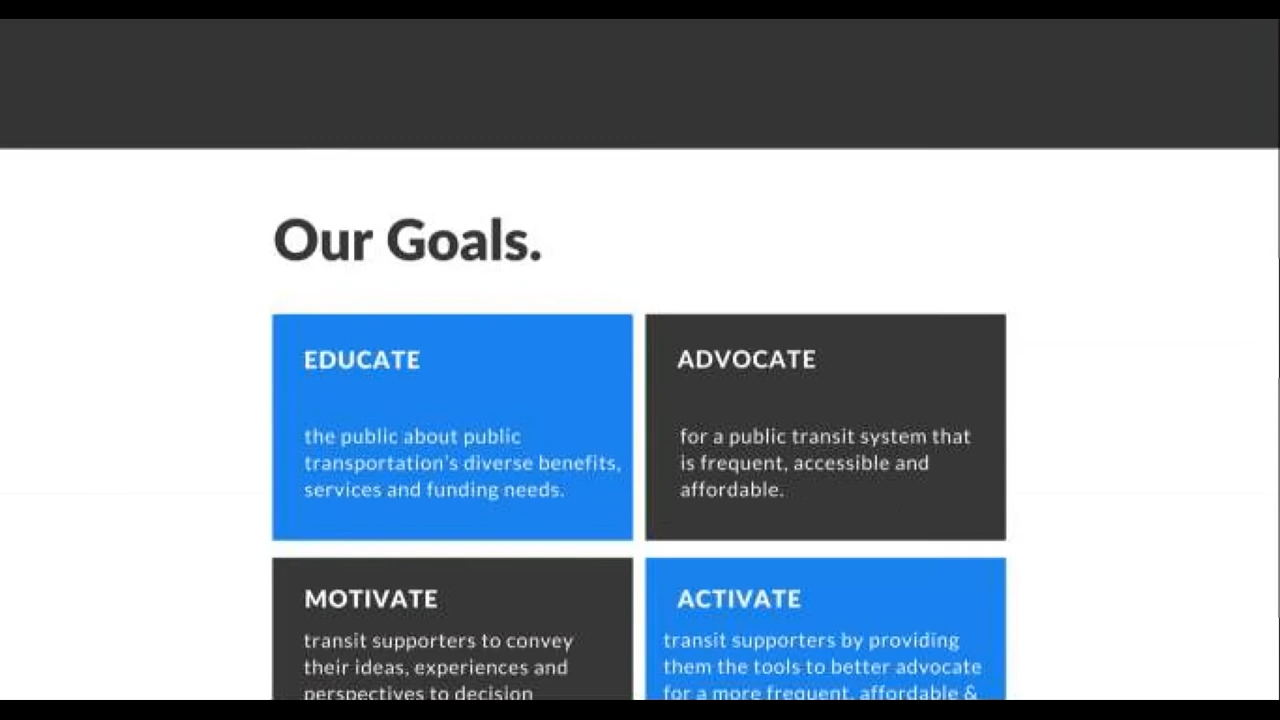 Our Goals.
EDUCATE
the public about public
transportation's diverse benefits,
services and funding needs.
ADVOCATE
for a public transit system that
is frequent, accessible and
affordable.
MOTIVATE
transit supporters to convey
their ideas, experiences and
perspectives to decision
ACTIVATE
transit supporters by providing
them the tools to better advocate
for a more frequent, affordable &